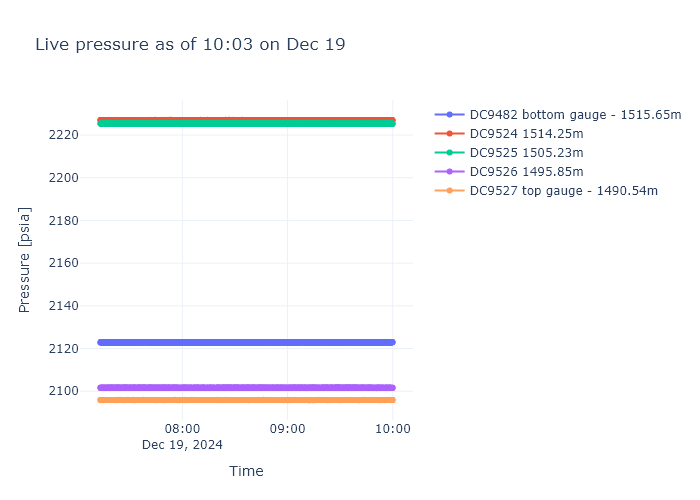 Live pressure as of 10:03 on Dec 19
DC9482 bottom gauge - 1515.65m
DC9524 1514.25m
DC9525 1505.23m
DC9526 1495.85m
DC9527 top gauge - 1490.54m
Pressure [psia]
2220
2200
2180
2160
2140
2120
2100
08:00 09:00 10:00
Dec 19, 2024
Time